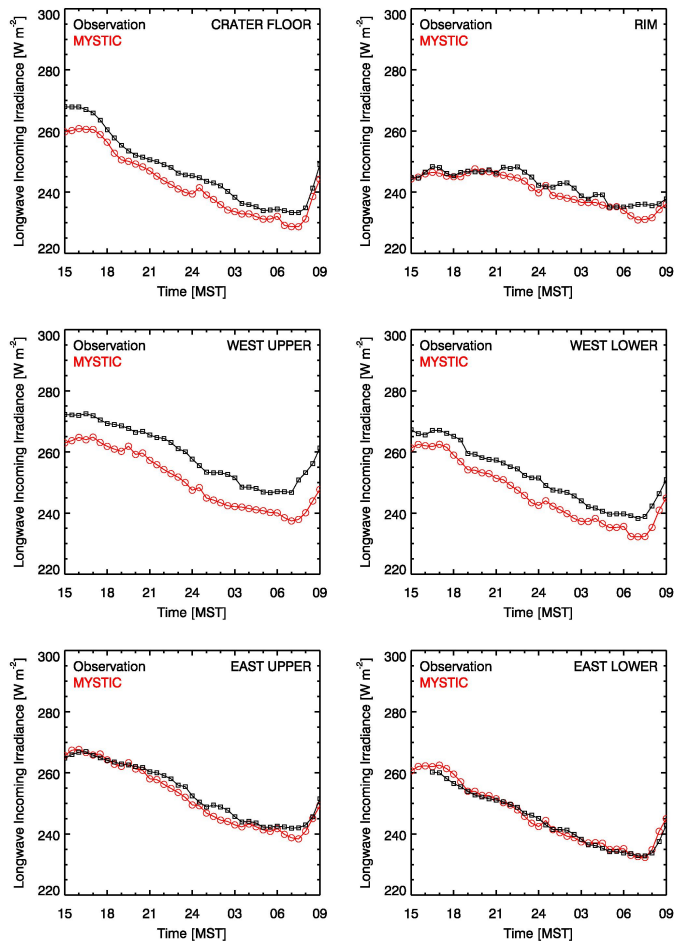 Observation CRATER FLOOR
MYSTIC
Longwave Incoming Irradiance [W m-2]
300
280
260
240
220
15 18 21 24 03 06 09
Time [MST]
Observation RIM
MYSTIC
Longwave Incoming Irradiance [W m-2]
300
280
260
240
220
15 18 21 24 03 06 09
Time [MST]
Observation WEST UPPER
MYSTIC
Longwave Incoming Irradiance [W m-2]
300
280
260
240
220
15 18 21 24 03 06 09
Time [MST]
Observation WEST LOWER
MYSTIC
Longwave Incoming Irradiance [W m-2]
300
280
260
240
220
15 18 21 24 03 06 09
Time [MST]
Observation EAST UPPER
MYSTIC
Longwave Incoming Irradiance [W m-2]
300
280
260
240
220
15 18 21 24 03 06 09
Time [MST]
Observation EAST LOWER
MYSTIC
Longwave Incoming Irradiance [W m-2]
300
280
260
240
220
15 18 21 24 03 06 09
Time [MST]